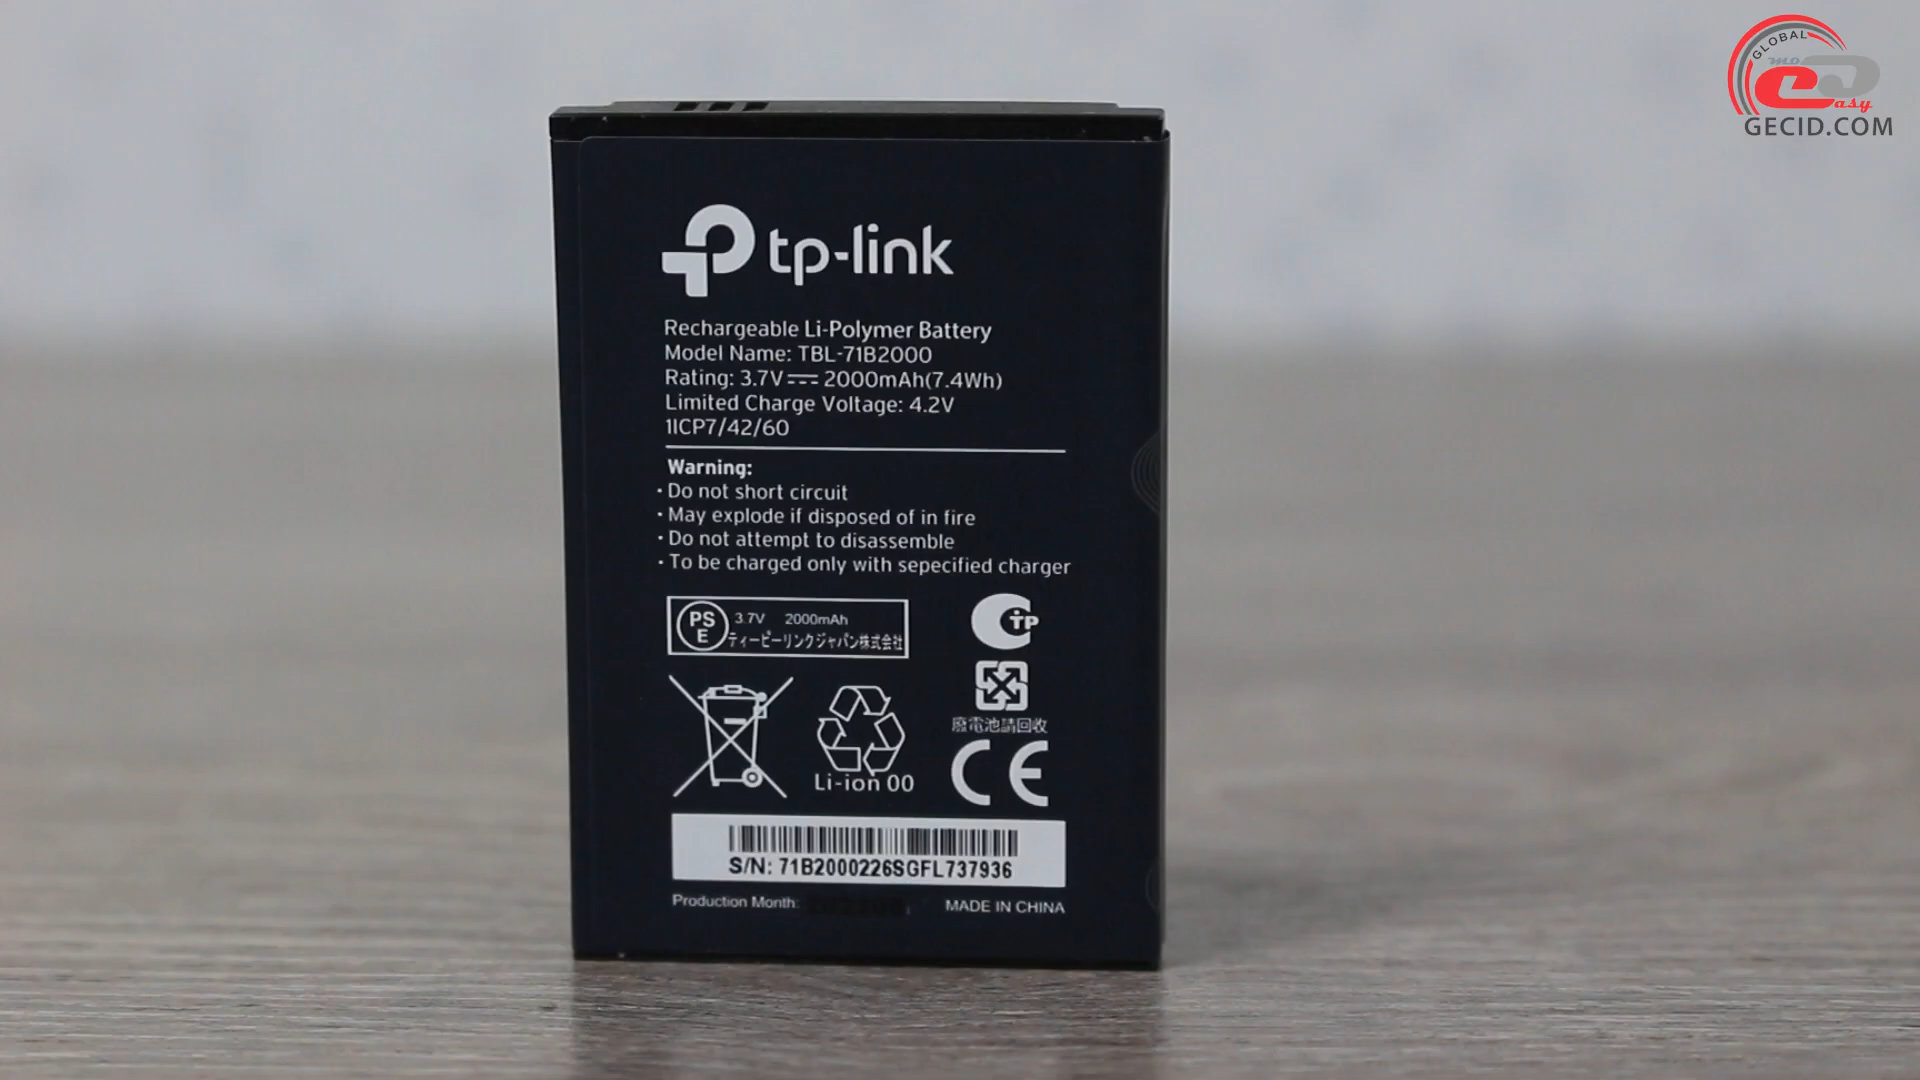 GLOBAL
easy
GECID.COM
tp-link
Rechargeable Li-Polymer Battery
Model Name: TBL-71B2000
Rating: 3.7V⎓2000mAh(7.4Wh)
Limited Charge Voltage: 4.2V
1ICP7/42/60
Warning:
· Do not short circuit
· May explode if disposed of in fire
· Do not attempt to disassemble
· To be charged only with sepecified charger
PS
E
3.7V 2000mAh
ティーピーリンクジャパン株式会社
TP
廢電池請回收
Li-ion 00
CE
S/N: 71B2000226SGFL737936
Production Month:
MADE IN CHINA